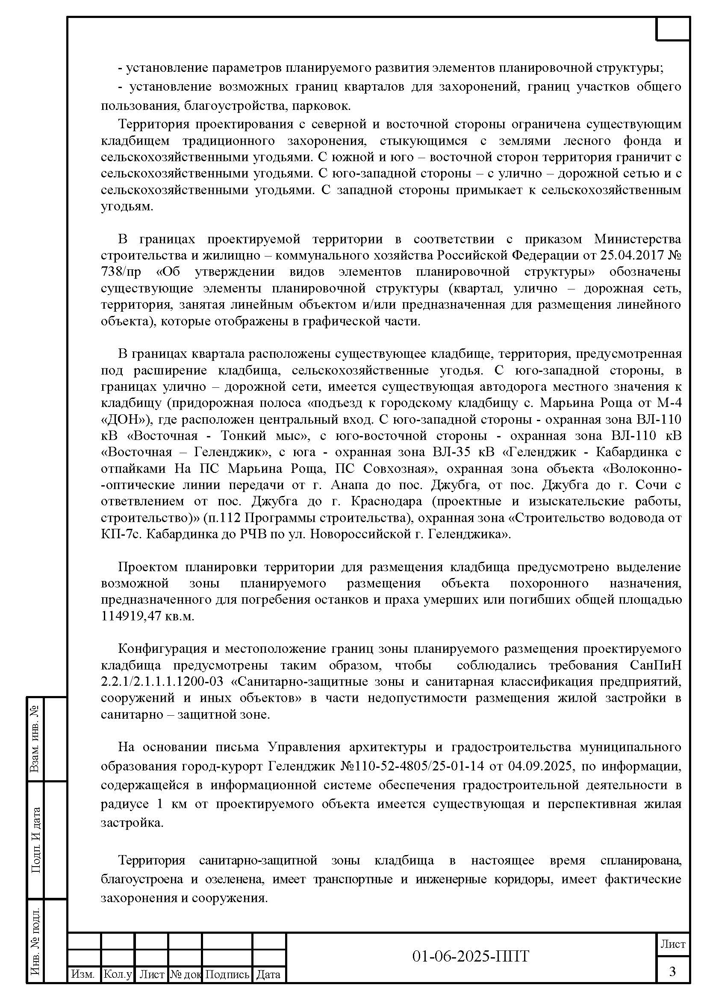 - установление параметров планируемого развития элементов планировочной структуры;
- установление возможных границ кварталов для захоронений, границ участков общего
пользования, благоустройства, парковок.
Территория проектирования с северной и восточной стороны ограничена существующим
кладбищем традиционного захоронения, стыкующимся с землями лесного фонда и
сельскохозяйственными угодьями. С южной и юго – восточной сторон территория граничит с
сельскохозяйственными угодьями. С юго-западной стороны – с улично – дорожной сетью и с
сельскохозяйственными угодьями. С западной стороны примыкает к сельскохозяйственным
угодьям.
В границах проектируемой территории в соответствии с приказом Министерства
строительства и жилищно – коммунального хозяйства Российской Федерации от 25.04.2017 №
738/пр «Об утверждении видов элементов планировочной структуры» обозначены
существующие элементы планировочной структуры (квартал, улично – дорожная сеть,
территория, занятая линейным объектом и/или предназначенная для размещения линейного
объекта), которые отображены в графической части.
В границах квартала расположены существующее кладбище, территория, предусмотренная
под расширение кладбища, сельскохозяйственные угодья. С юго-западной стороны, в
границах улично – дорожной сети, имеется существующая автодорога местного значения к
кладбищу (придорожная полоса «подъезд к городскому кладбищу с. Марьина Роща от М-4
«ДОН»), где расположен центральный вход. С юго-западной стороны - охранная зона ВЛ-110
кВ «Восточная - Тонкий мыс», с юго-восточной стороны - охранная зона ВЛ-110 кВ
«Восточная – Геленджик», с юга - охранная зона ВЛ-35 кВ «Геленджик - Кабардинка с
отпайками На ПС Марьина Роща, ПС Совхозная», охранная зона объекта «Волоконно-
-оптические линии передачи от г. Анапа до пос. Джубга, от пос. Джубга до г. Сочи с
ответвлением от пос. Джубга до г. Краснодара (проектные и изыскательские работы,
строительство)» (п.112 Программы строительства), охранная зона «Строительство водовода от
КП-7с. Кабардинка до РЧВ по ул. Новороссийской г. Геленджика».
Проектом планировки территории для размещения кладбища предусмотрено выделение
возможной зоны планируемого размещения объекта похоронного назначения,
предназначенного для погребения останков и праха умерших или погибших общей площадью
114919,47 кв.м.
Конфигурация и местоположение границ зоны планируемого размещения проектируемого
кладбища предусмотрены таким образом, чтобы соблюдались требования СанПиН
2.2.1/2.1.1.1.1200-03 «Санитарно-защитные зоны и санитарная классификация предприятий,
сооружений и иных объектов» в части недопустимости размещения жилой застройки в
санитарно – защитной зоне.
На основании письма Управления архитектуры и градостроительства муниципального
образования город-курорт Геленджик №110-52-4805/25-01-14 от 04.09.2025, по информации,
содержащейся в информационной системе обеспечения градостроительной деятельности в
радиусе 1 км от проектируемого объекта имеется существующая и перспективная жилая
застройка.
Территория санитарно-защитной зоны кладбища в настоящее время спланирована,
благоустроена и озеленена, имеет транспортные и инженерные коридоры, имеет фактические
захоронения и сооружения.
Взам. инв. №
Подп. И дата
Инв. № подл.
Изм. Кол.у Лист № док Подпись Дата
01-06-2025-ППТ
Лист
3